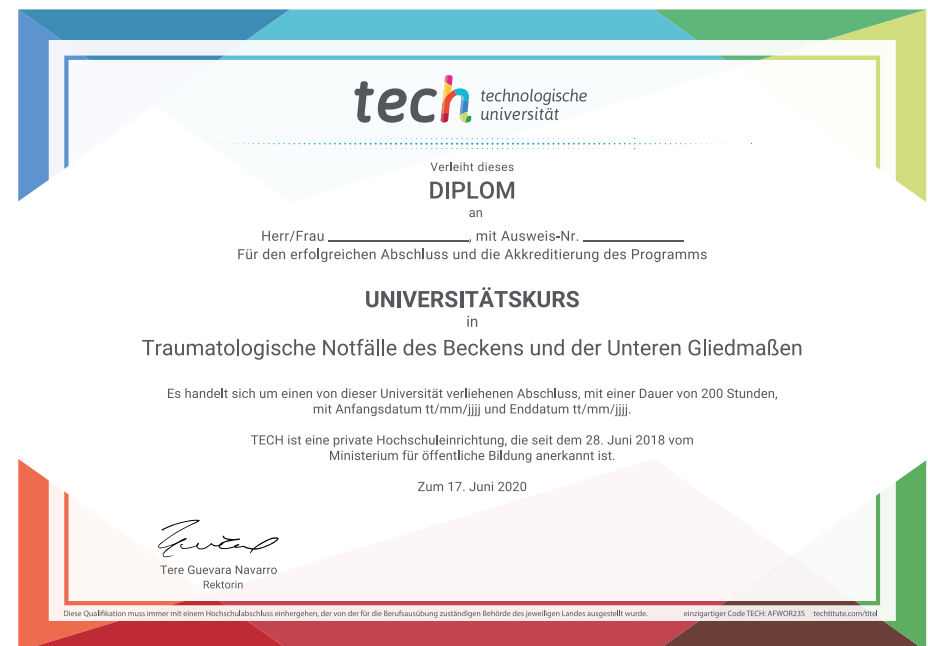 tech technologische
universität
Verleiht dieses
DIPLOM
an
Herr/Frau ____________________, mit Ausweis-Nr. ______________
Für den erfolgreichen Abschluss und die Akkreditierung des Programms
UNIVERSITÄTSKURS
in
Traumatologische Notfälle des Beckens und der Unteren Gliedmaßen
Es handelt sich um einen von dieser Universität verliehenen Abschluss, mit einer Dauer von 200 Stunden,
mit Anfangsdatum tt/mm/jjjj und Enddatum tt/mm/jjjj.
TECH ist eine private Hochschuleinrichtung, die seit dem 28. Juni 2018 vom
Ministerium für öffentliche Bildung anerkannt ist.
Zum 17. Juni 2020
Tere Guevara Navarro
Rektorin
Diese Qualifikation muss immer mit einem Hochschulabschluss einhergehen, der von der für die Berufsausübung zuständigen Behörde des jeweiligen Landes ausgestellt wurde. einzigartiger Code TECH: AFWOR23S techtitute.com/titel